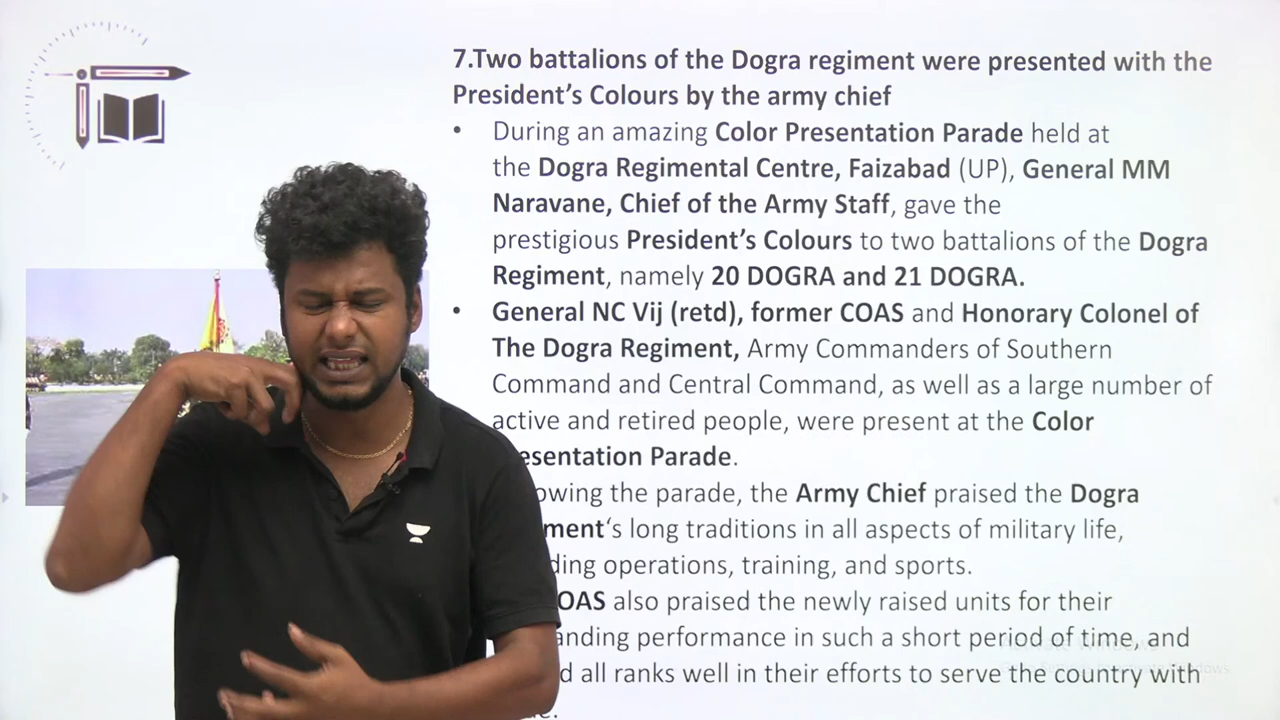 7.Two battalions of the Dogra regiment were presented with the
President’s Colours by the army chief
• During an amazing Color Presentation Parade held at
the Dogra Regimental Centre, Faizabad (UP), General MM
Naravane, Chief of the Army Staff, gave the
prestigious President’s Colours to two battalions of the Dogra
Regiment, namely 20 DOGRA and 21 DOGRA.
• General NC Vij (retd), former COAS and Honorary Colonel of
The Dogra Regiment, Army Commanders of Southern
Command and Central Command, as well as a large number of
active and retired people, were present at the Color
esentation Parade.
owing the parade, the Army Chief praised the Dogra
ment‘s long traditions in all aspects of military life,
ding operations, training, and sports.
OAS also praised the newly raised units for their
anding performance in such a short period of time, and
d all ranks well in their efforts to serve the country with